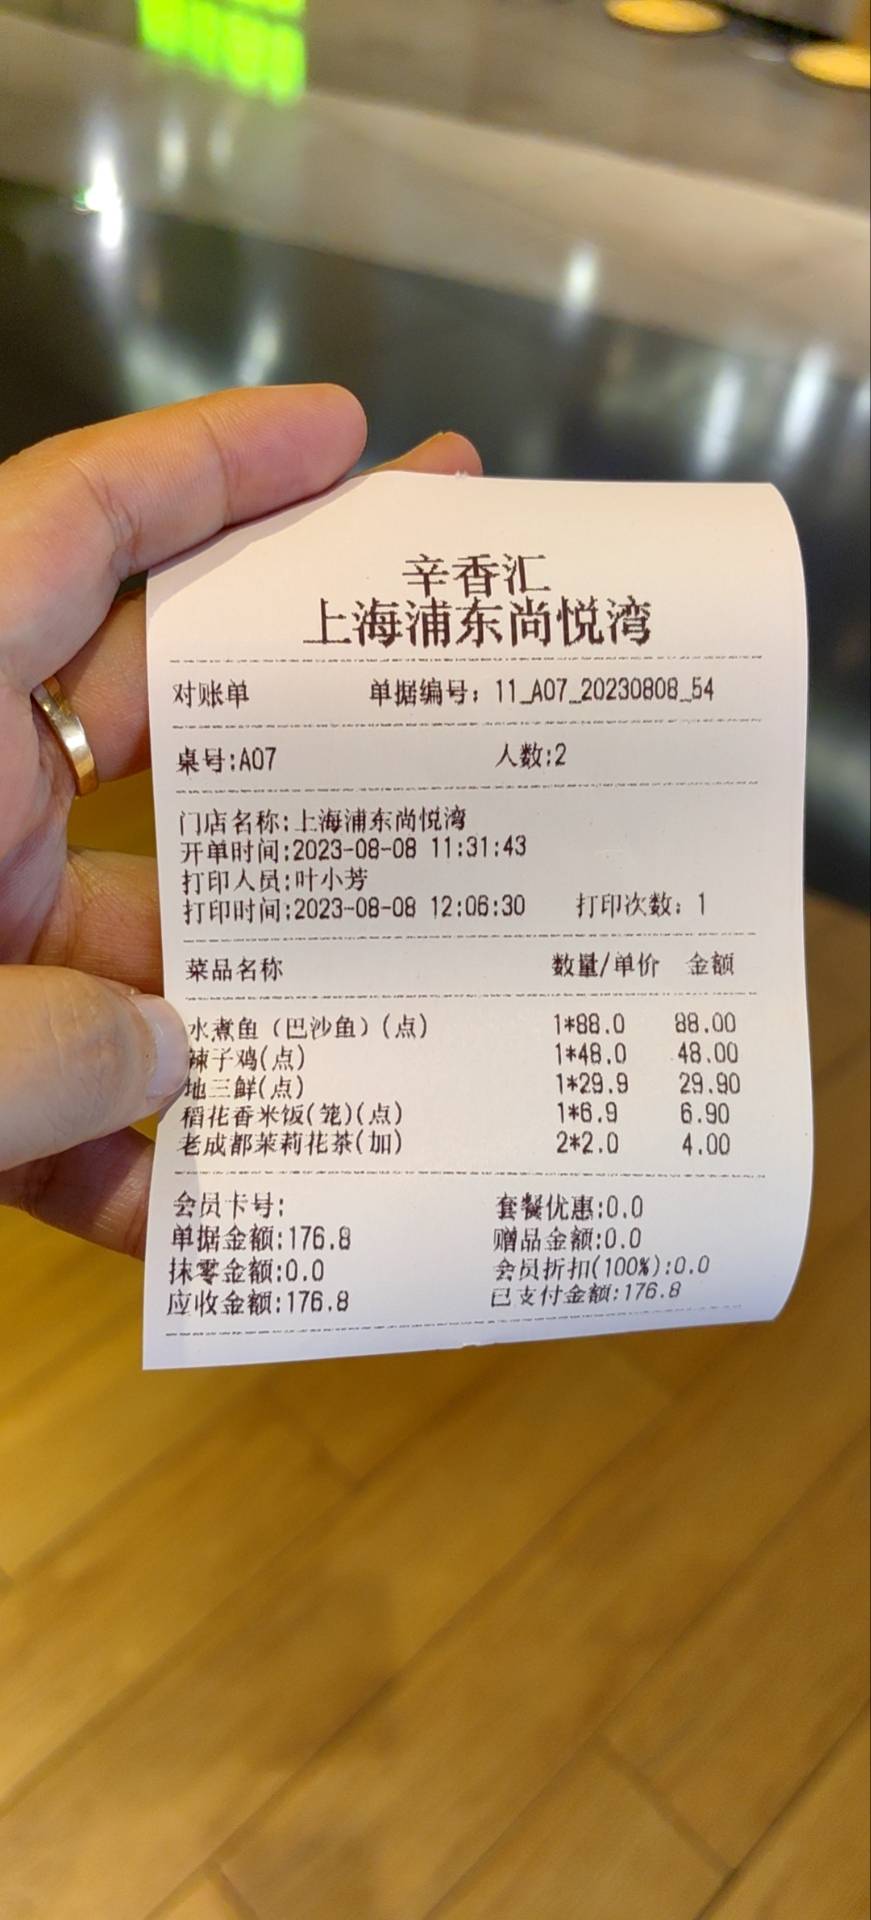 辛香汇
上海浦东尚悦湾
对账单 单据编号：11_A07_20230808_54
桌号:A07 人数:2
门店名称:上海浦东尚悦湾
开单时间:2023-08-08 11:31:43
打印人员:叶小芳
打印时间:2023-08-08 12:06:30 打印次数：1
菜品名称 数量/单价 金额
水煮鱼（巴沙鱼）(点) 1*88.0 88.00
辣子鸡(点) 1*48.0 48.00
地三鲜(点) 1*29.9 29.90
稻花香米饭(笼)(点) 1*6.9 6.90
老成都茉莉花茶(加) 2*2.0 4.00
会员卡号: 套餐优惠:0.0
单据金额:176.8 赠品金额:0.0
抹零金额:0.0 会员折扣(100%):0.0
应收金额:176.8 已支付金额:176.8